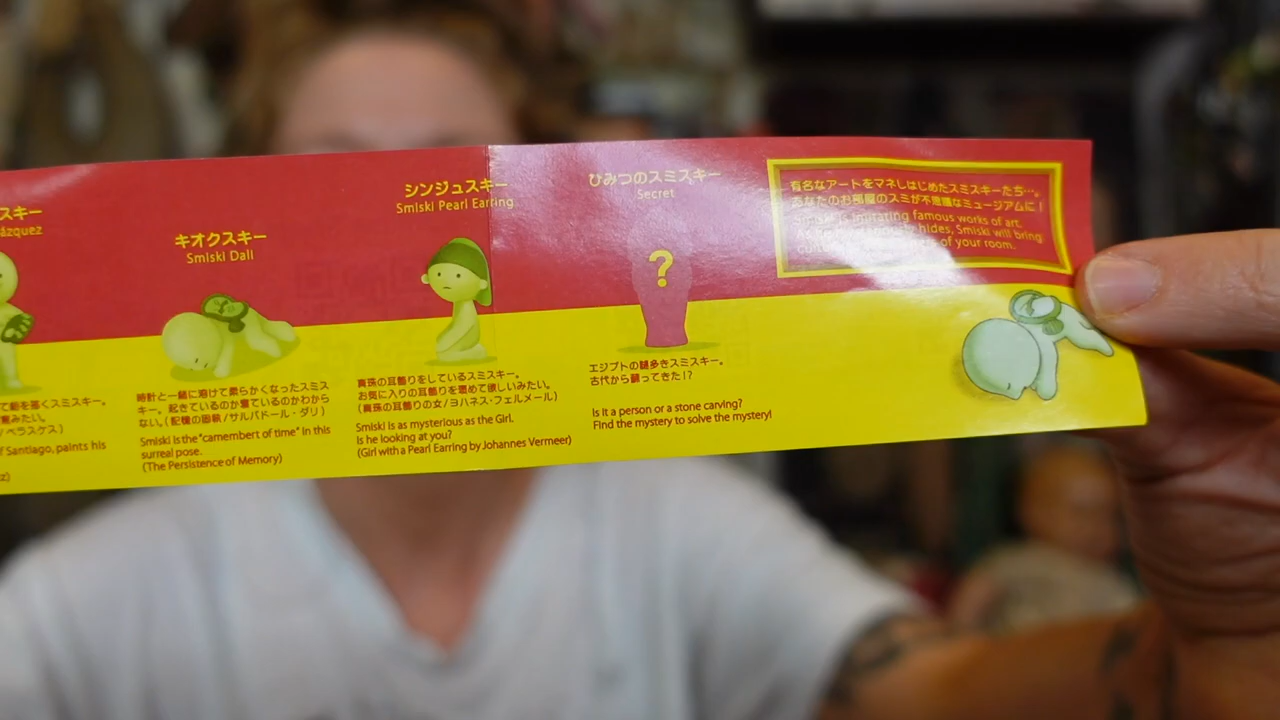 スキー
ázquez
て剣を描くスミスキー。
/ベラスケス)
f Santiago, paints his
z)
キオクスキー
Smiski Dali
時計と一緒に溶けて柔らかくなったスミス
キー。起きているのか寝ているのかわから
ない。(記憶の固執/サルバドール・ダリ)
Smiski is the "camembert of time" in this
surreal pose.
(The Persistence of Memory)
シンジュスキー
Smiski Pearl Earring
真珠の耳飾りをしているスミスキー。
お気に入りの耳飾りを褒めて欲しいみたい。
(真珠の耳飾りの女/ヨハネス・フェルメール)
Smiski is as mysterious as the Girl.
Is he looking at you?
(Girl with a Pearl Earring by Johannes Vermeer)
ひみつのスミスキー
Secret
?
エジプトの謎多きスミスキー。
古代から蘇ってきた!?
Is it a person or a stone carving?
Find the mystery to solve the mystery!
有名なアートをマネしはじめたスミスキーたち…。
あなたのお部屋のスミが不思議なミュージアムに!
Smiski is imitating famous works of art.
hides, Smiski will bring
of your room.